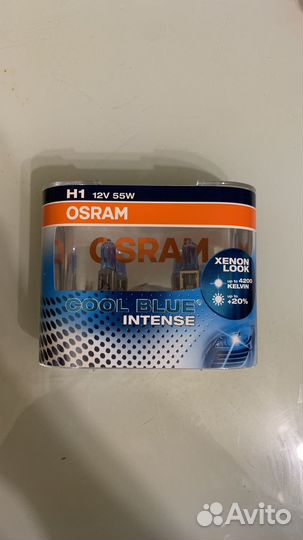 H1 12V 55W
OSRAM
OSRAM
XENON
LOOK
up to 4200
KELVIN
up to
+20%
COOL BLUE®
INTENSE
Avito